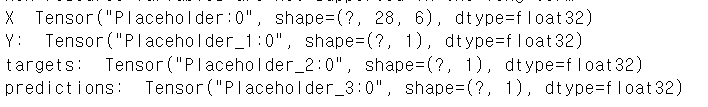 X  Tensor("Placeholder:0", shape=(?, 28, 6), dtype=float32)
Y:  Tensor("Placeholder_1:0", shape=(?, 1), dtype=float32)
targets:  Tensor("Placeholder_2:0", shape=(?, 1), dtype=float32)
predictions:  Tensor("Placeholder_3:0", shape=(?, 1), dtype=float32)